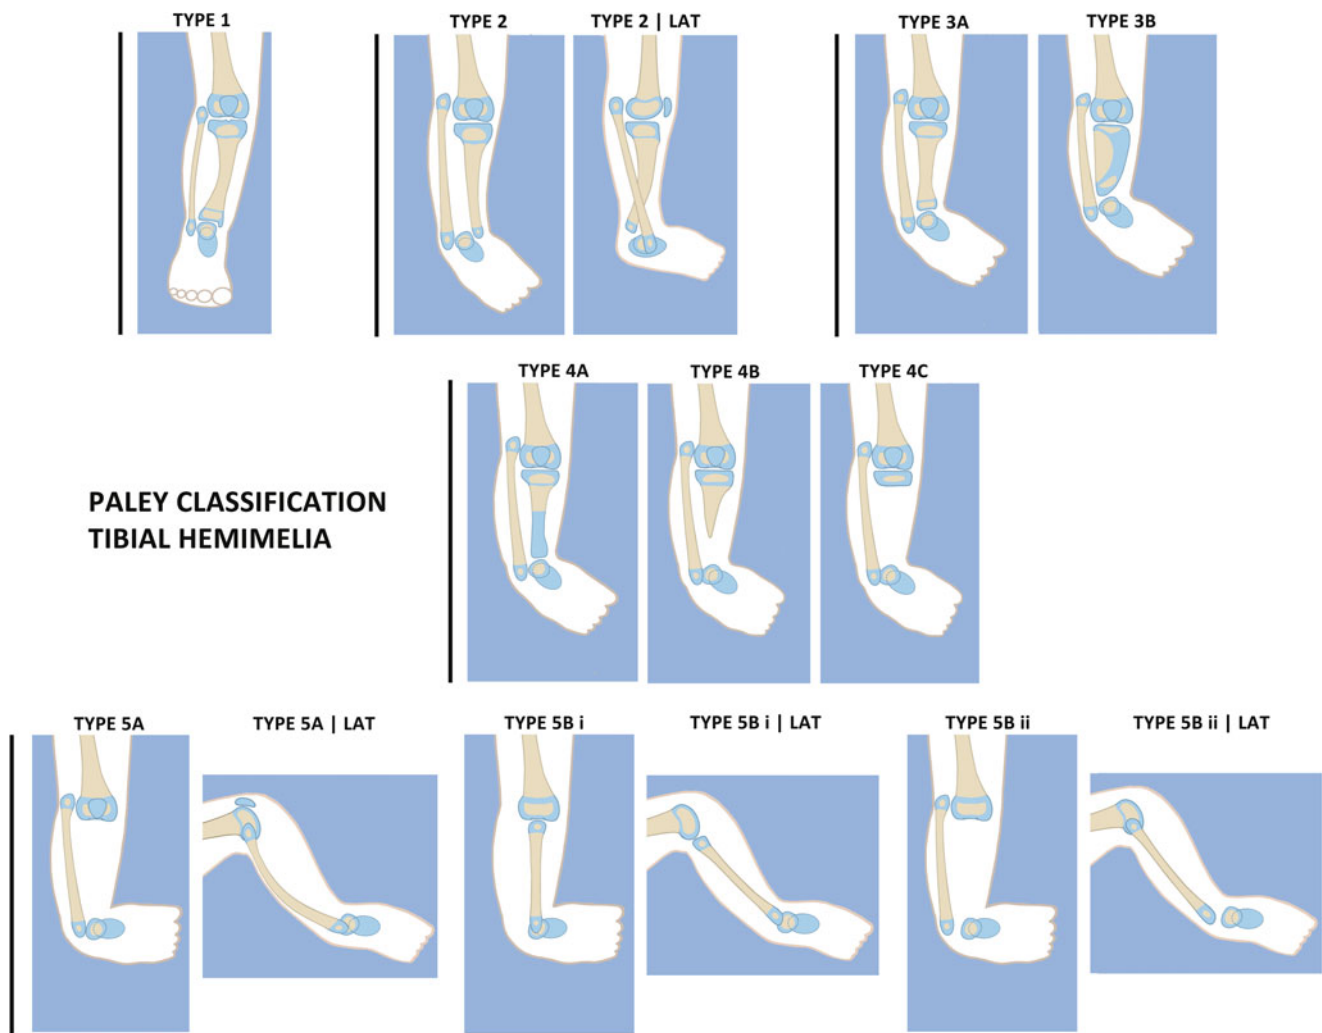 TYPE 1
TYPE 2
TYPE 2 | LAT
TYPE 3A
TYPE 3B
TYPE 4A
TYPE 4B
TYPE 4C
PALEY CLASSIFICATION
TIBIAL HEMIMELIA
TYPE 5A
TYPE 5A | LAT
TYPE 5B i
TYPE 5B i | LAT
TYPE 5B ii
TYPE 5B ii | LAT